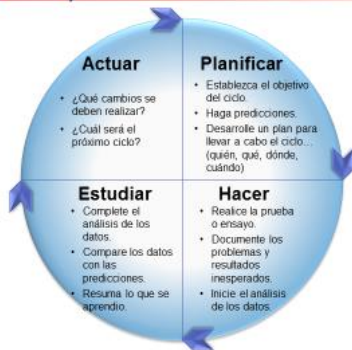 Actuar
• ¿Qué cambios se
deben realizar?
• ¿Cuál será el
próximo ciclo?
Planificar
• Establezca el objetivo
del ciclo.
• Haga predicciones.
• Desarrolle un plan para
llevar a cabo el ciclo...
(quién, qué, dónde,
cuándo)
Estudiar
• Complete el
análisis de los
datos.
• Compare los datos
con las
predicciones.
• Resuma lo que se
aprendio.
Hacer
• Realice la prueba
o ensayo.
• Documente los
problemas y
resultados
inesperados.
• Inicie el análisis
de los datos.